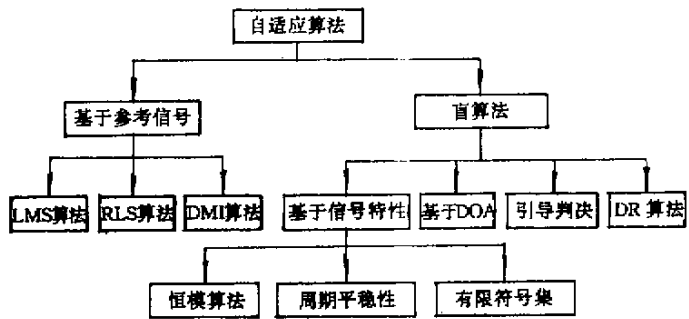 自适应算法
基于参考信号
盲算法
LMS算法
RLS算法
DMI算法
基于信号特性
基于DOA
引导判决
DR 算法
恒模算法
周期平稳性
有限符号集